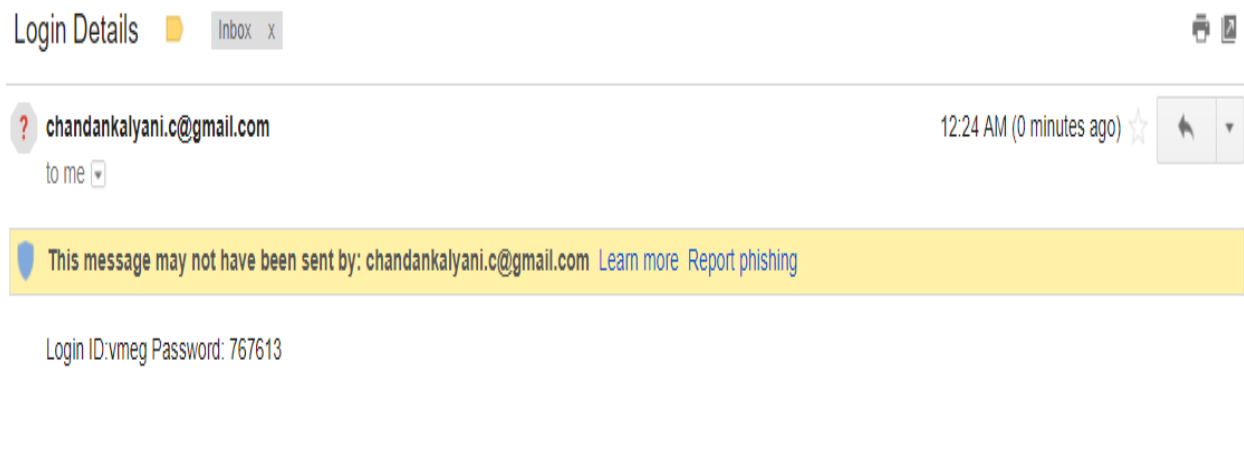 Login Details Inbox x
? chandankalyani.c@gmail.com 12:24 AM (0 minutes ago)
to me
This message may not have been sent by: chandankalyani.c@gmail.com Learn more Report phishing
Login ID:vmeg Password: 767613